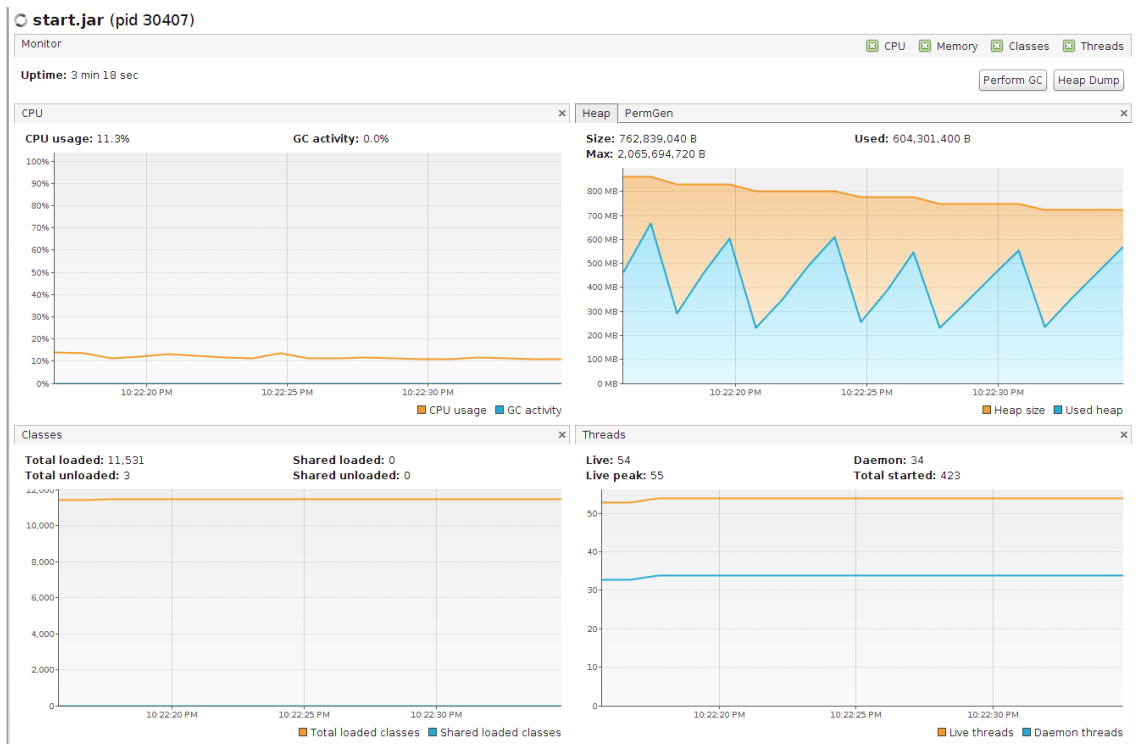 start.jar (pid 30407)
Monitor
CPU Memory Classes Threads
Uptime: 3 min 18 sec
Perform GC Heap Dump
CPU
CPU usage: 11.3% GC activity: 0.0%
100%
90%
80%
70%
60%
50%
40%
30%
20%
10%
0%
10:22:20 PM 10:22:25 PM 10:22:30 PM
CPU usage GC activity
Heap PermGen
Size: 762,839,040 B Used: 604,301,400 B
Max: 2,065,694,720 B
800 MB
700 MB
600 MB
500 MB
400 MB
300 MB
200 MB
100 MB
0 MB
10:22:20 PM 10:22:25 PM 10:22:30 PM
Heap size Used heap
Classes
Total loaded: 11,531 Shared loaded: 0
Total unloaded: 3 Shared unloaded: 0
12,000
10,000
8,000
6,000
4,000
2,000
0
10:22:20 PM 10:22:25 PM 10:22:30 PM
Total loaded classes Shared loaded classes
Threads
Live: 54 Daemon: 34
Live peak: 55 Total started: 423
50
40
30
20
10
0
10:22:20 PM 10:22:25 PM 10:22:30 PM
Live threads Daemon threads